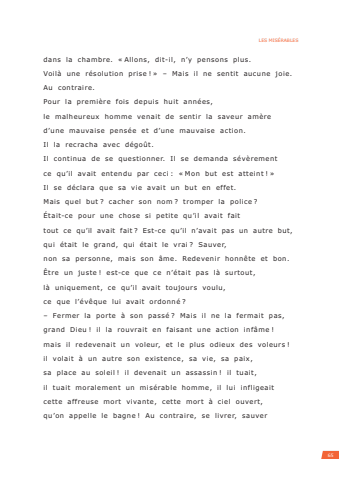 LES MISÉRABLES
dans la chambre. « Allons, dit-il, n’y pensons plus.
Voilà une résolution prise ! » – Mais il ne sentit aucune joie.
Au contraire.
Pour la première fois depuis huit années,
le malheureux homme venait de sentir la saveur amère
d’une mauvaise pensée et d’une mauvaise action.
Il la recracha avec dégoût.
Il continua de se questionner. Il se demanda sévèrement
ce qu’il avait entendu par ceci : « Mon but est atteint ! »
Il se déclara que sa vie avait un but en effet.
Mais quel but ? cacher son nom ? tromper la police ?
Était-ce pour une chose si petite qu’il avait fait
tout ce qu’il avait fait ? Est-ce qu’il n’avait pas un autre but,
qui était le grand, qui était le vrai ? Sauver,
non sa personne, mais son âme. Redevenir honnête et bon.
Être un juste ! est-ce que ce n’était pas là surtout,
là uniquement, ce qu’il avait toujours voulu,
ce que l’évêque lui avait ordonné ?
– Fermer la porte à son passé ? Mais il ne la fermait pas,
grand Dieu ! il la rouvrait en faisant une action infâme !
mais il redevenait un voleur, et le plus odieux des voleurs !
il volait à un autre son existence, sa vie, sa paix,
sa place au soleil ! il devenait un assassin ! il tuait,
il tuait moralement un misérable homme, il lui infligeait
cette affreuse mort vivante, cette mort à ciel ouvert,
qu’on appelle le bagne ! Au contraire, se livrer, sauver